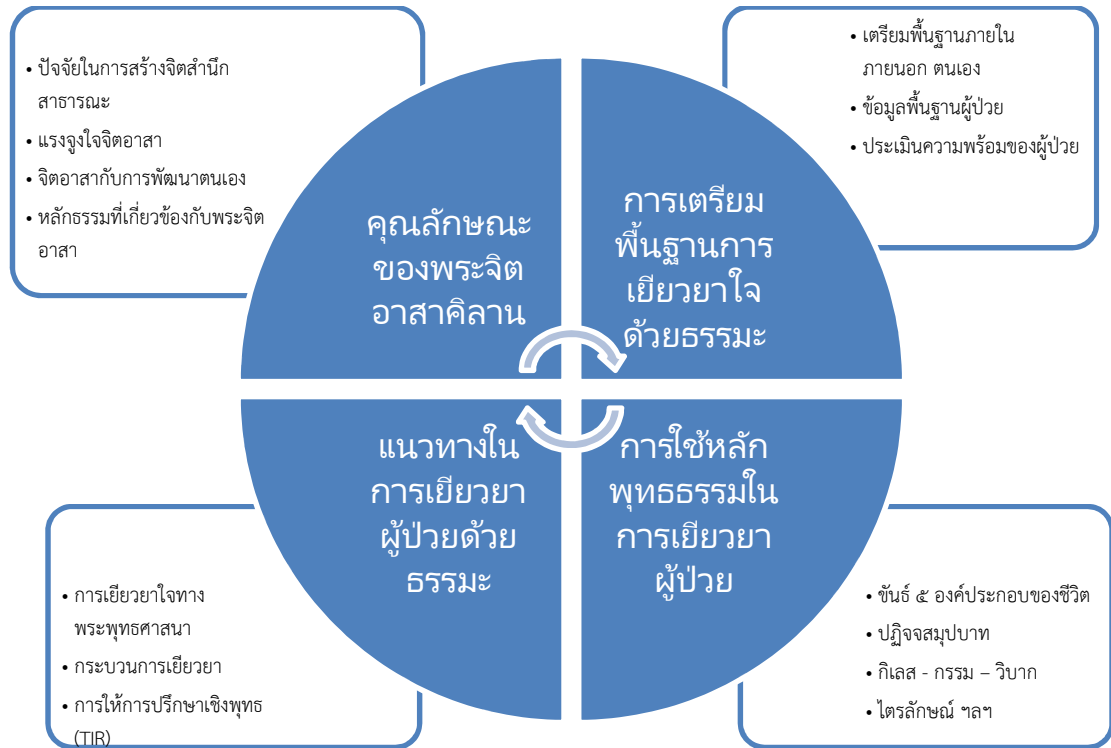 • ปัจจัยในการสร้างจิตสำนึก
สาธารณะ
• แรงจูงใจจิตอาสา
• จิตอาสากับการพัฒนาตนเอง
• หลักธรรมที่เกี่ยวข้องกับพระจิต
อาสา
• เตรียมพื้นฐานภายใน
ภายนอก ตนเอง
• ข้อมูลพื้นฐานผู้ป่วย
• ประเมินความพร้อมของผู้ป่วย
คุณลักษณะ
ของพระจิต
อาสาคิลาน
การเตรียม
พื้นฐานการ
เยียวยาใจ
ด้วยธรรมะ
แนวทางใน
การเยียวยา
ผู้ป่วยด้วย
ธรรมะ
การใช้หลัก
พุทธธรรมใน
การเยียวยา
ผู้ป่วย
• การเยียวยาใจทาง
พระพุทธศาสนา
• กระบวนการเยียวยา
• การให้การปรึกษาเชิงพุทธ
(TIR)
• ขันธ์ ๕ องค์ประกอบของชีวิต
• ปฏิจจสมุปบาท
• กิเลส - กรรม – วิบาก
• ไตรลักษณ์ ฯลฯ